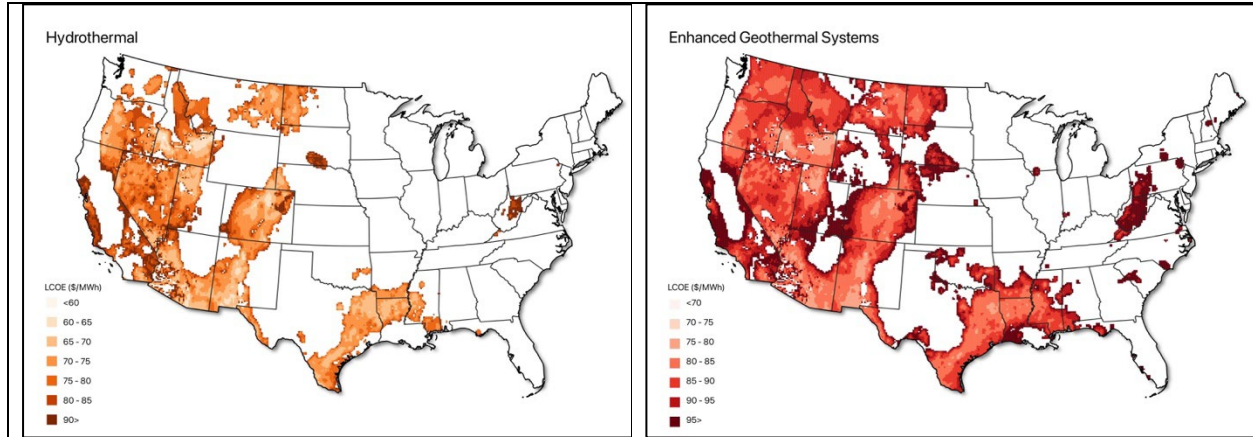 Hydrothermal
LCOE ($/MWh)
<60
60 - 65
65 - 70
70 - 75
75 - 80
80 - 85
90>
Enhanced Geothermal Systems
LCOE ($/MWh)
<70
70 - 75
75 - 80
80 - 85
85 - 90
90 - 95
95>